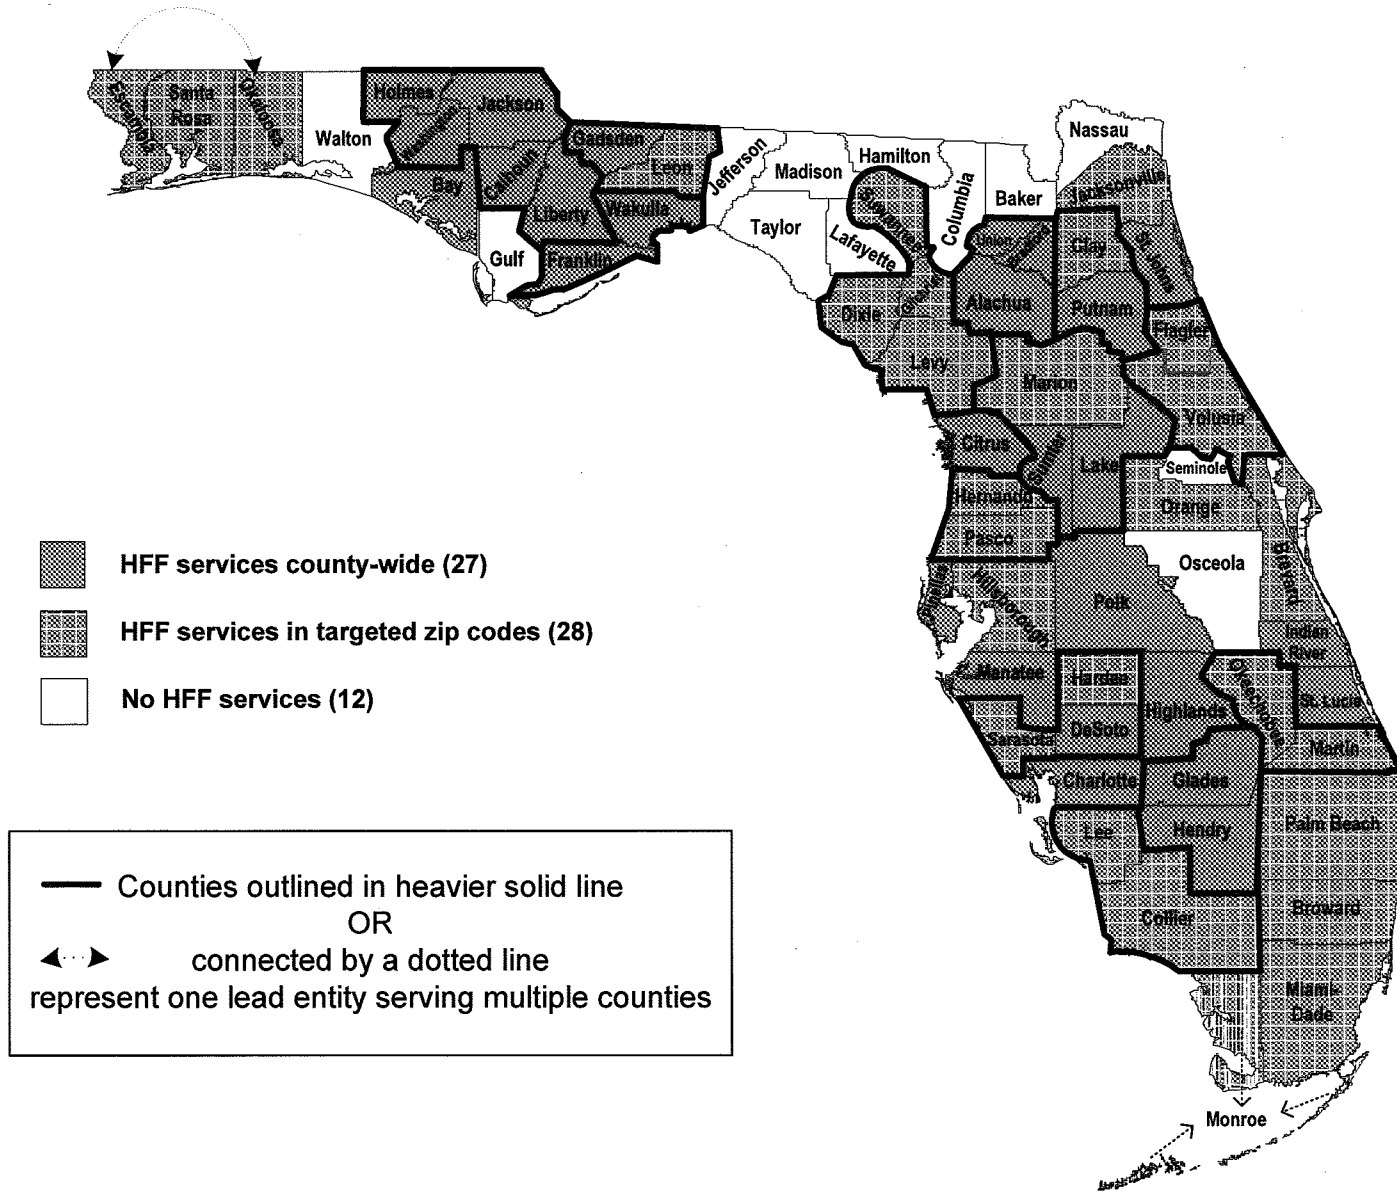 Escambia
Santa
Rosa
Okaloosa
Walton
Holmes
Washington
Jackson
Bay
Calhoun
Gulf
Liberty
Franklin
Gadsden
Leon
Wakulla
Jefferson
Madison
Taylor
Hamilton
Suwannee
Lafayette
Columbia
Baker
Nassau
Jacksonville
Union
Clay
St. Johns
Dixie
Alachua
Putnam
Flagler
Levy
Marion
Volusia
Citrus
Sumter
Lake
Seminole
Hernando
Orange
Pasco
Osceola
Brevard
Pinellas
Hillsborough
Polk
Indian
River
Manatee
Hardee
Highlands
Okeechobee
St. Lucie
Sarasota
DeSoto
Martin
Charlotte
Glades
Lee
Hendry
Palm Beach
Collier
Broward
Miami-
Dade
Monroe
HFF services county-wide (27)
HFF services in targeted zip codes (28)
No HFF services (12)
Counties outlined in heavier solid line
OR
connected by a dotted line
represent one lead entity serving multiple counties